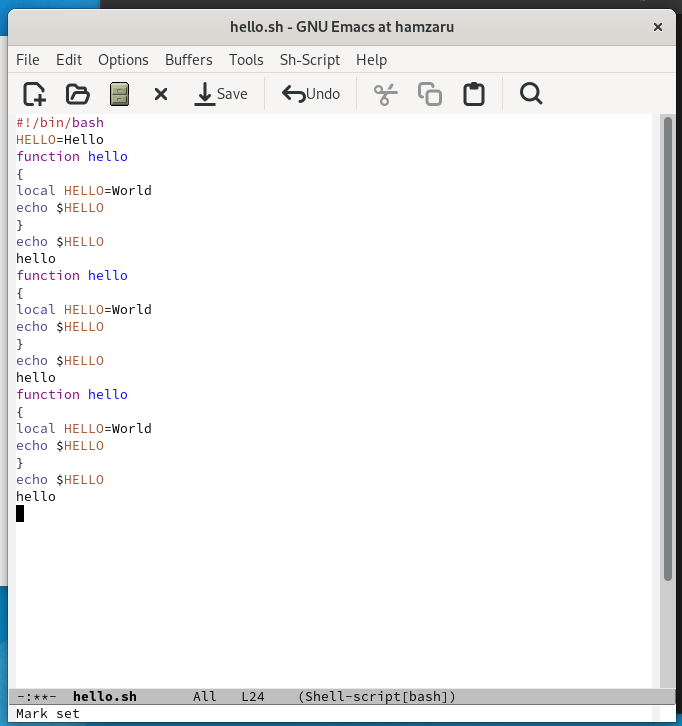 hello.sh - GNU Emacs at hamzaru
File Edit Options Buffers Tools Sh-Script Help
Save Undo
#!/bin/bash
HELLO=Hello
function hello
{
local HELLO=World
echo $HELLO
}
echo $HELLO
hello
function hello
{
local HELLO=World
echo $HELLO
}
echo $HELLO
hello
function hello
{
local HELLO=World
echo $HELLO
}
echo $HELLO
hello
-:**- hello.sh All L24 (Shell-script[bash])
Mark set